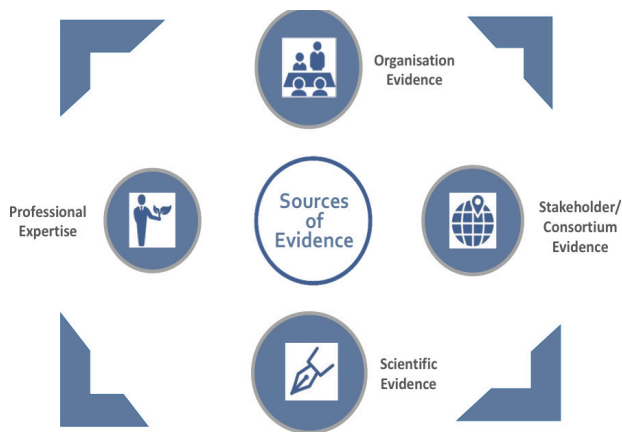 Organisation
Evidence
Professional
Expertise
Sources
of
Evidence
Stakeholder/
Consortium
Evidence
Scientific
Evidence